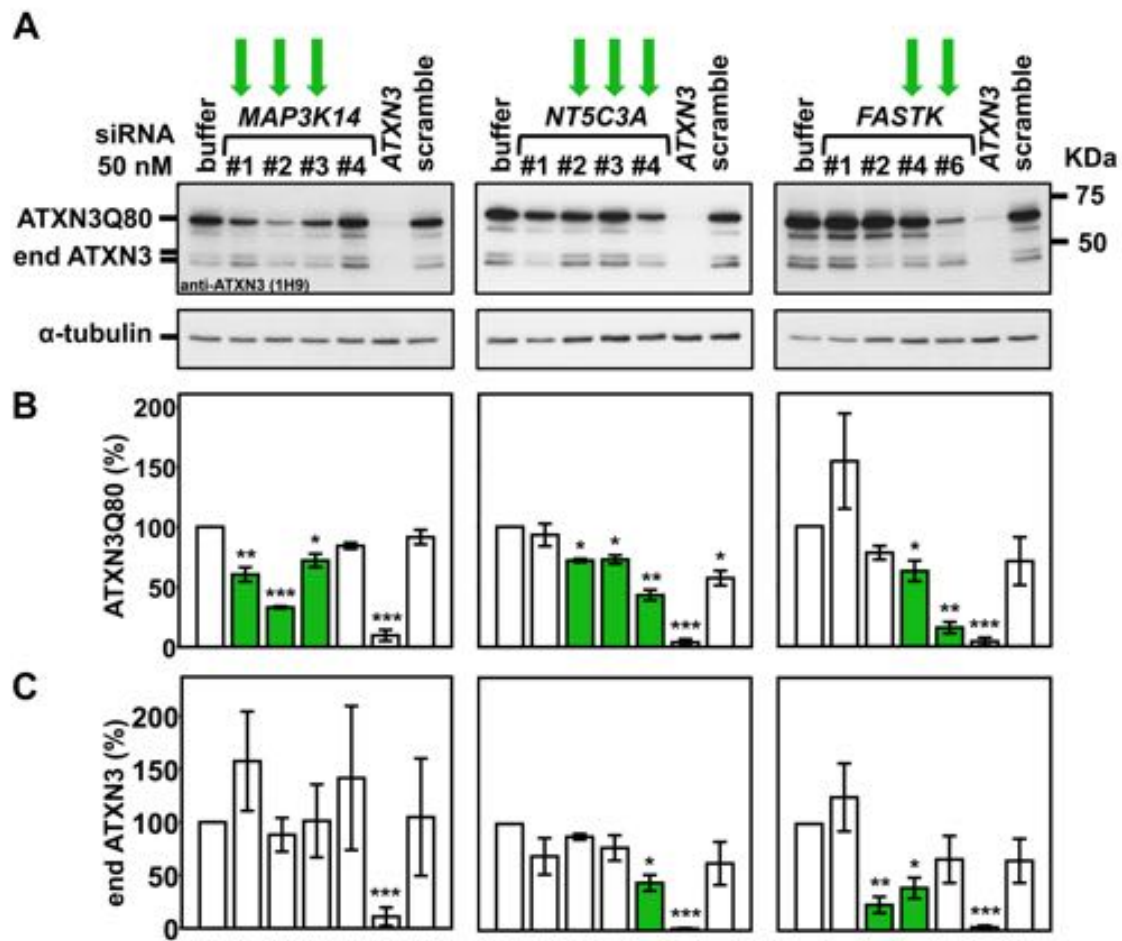 A
siRNA
50 nM
buffer
MAP3K14
#1 #2 #3 #4
ATXN3
scramble
buffer
NT5C3A
#1 #2 #3 #4
ATXN3
scramble
buffer
FASTK
#1 #2 #4 #6
ATXN3
scramble
KDa
75
50
ATXN3Q80
end ATXN3
anti-ATXN3 (1H9)
α-tubulin
B
ATXN3Q80 (%)
200
150
100
50
0
** *** * ***
* * ** *** *
* ** ***
C
end ATXN3 (%)
200
150
100
50
0
***
* ***
** * ***